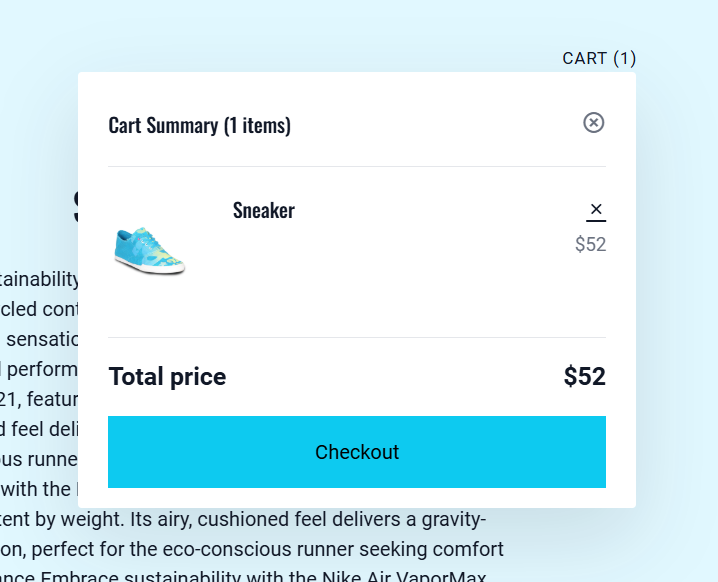 CART (1)
Cart Summary (1 items)
Sneaker
$52
Total price
$52
Checkout
tainability
cled cont
sensatio
perform
21, featur
d feel deli
ous runne
with the
tent by weight. Its airy, cushioned feel delivers a gravity-
on, perfect for the eco-conscious runner seeking comfort
ance Embrace sustainability with the Nike Air VaporMax